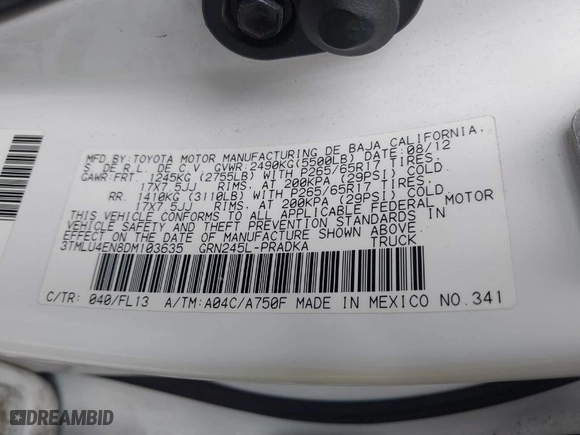 MFD.BY:TOYOTA MOTOR MANUFACTURING DE BAJA CALIFORNIA,
S. DE R. L. DE C.V. GVWR:2490KG(5500LB) DATE:08/12
GAWR:FRT. 1245KG (2755LB) WITH P265/65R17 TIRES,
17X7.5JJ RIMS, AT 200KPA (29PSI) COLD.
RR. 1410KG (3110LB) WITH P265/65R17 TIRES,
17X7.5JJ RIMS, AT 200KPA (29PSI) COLD.
THIS VEHICLE CONFORMS TO ALL APPLICABLE FEDERAL MOTOR
VEHICLE SAFETY AND THEFT PREVENTION STANDARDS IN
EFFECT ON THE DATE OF MANUFACTURE SHOWN ABOVE.
3TMLU4EN8DM103635 GRN245L-PRADKA TRUCK
C/TR: 040/FL13 A/TM:A04C/A750F MADE IN MEXICO NO.341
DREAMBID